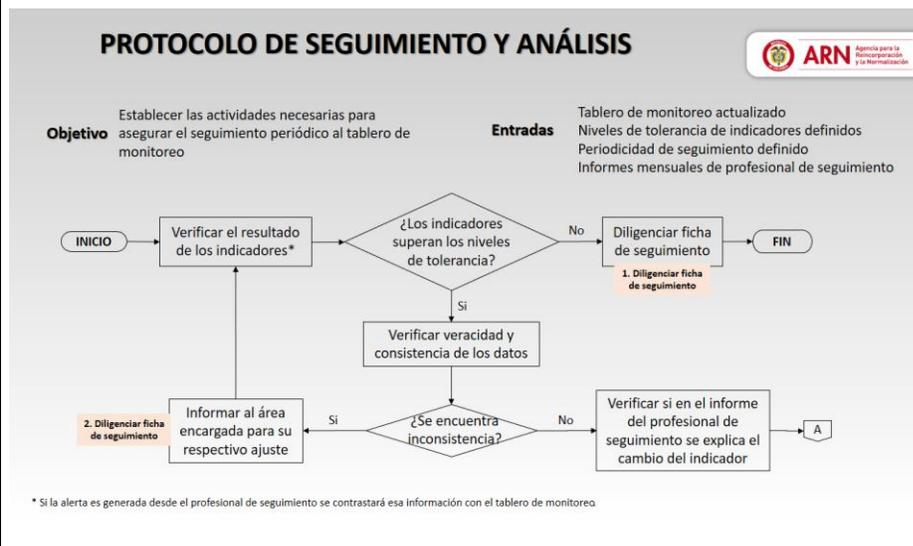 PROTOCOLO DE SEGUIMIENTO Y ANÁLISIS
ARN
Agencia para la
Reincorporación
y la Normalización
Objetivo
Establecer las actividades necesarias para
asegurar el seguimiento periódico al tablero de
monitoreo
Entradas
Tablero de monitoreo actualizado
Niveles de tolerancia de indicadores definidos
Periodicidad de seguimiento definido
Informes mensuales de profesional de seguimiento
INICIO
Verificar el resultado
de los indicadores*
¿Los indicadores
superan los niveles
de tolerancia?
No
Diligenciar ficha
de seguimiento
FIN
1. Diligenciar ficha
de seguimiento
Si
Verificar veracidad y
consistencia de los datos
2. Diligenciar ficha
de seguimiento
Informar al área
encargada para su
respectivo ajuste
Si
¿Se encuentra
inconsistencia?
No
Verificar si en el informe
del profesional de
seguimiento se explica el
cambio del indicador
A
* Si la alerta es generada desde el profesional de seguimiento se contrastará esa información con el tablero de monitoreo.